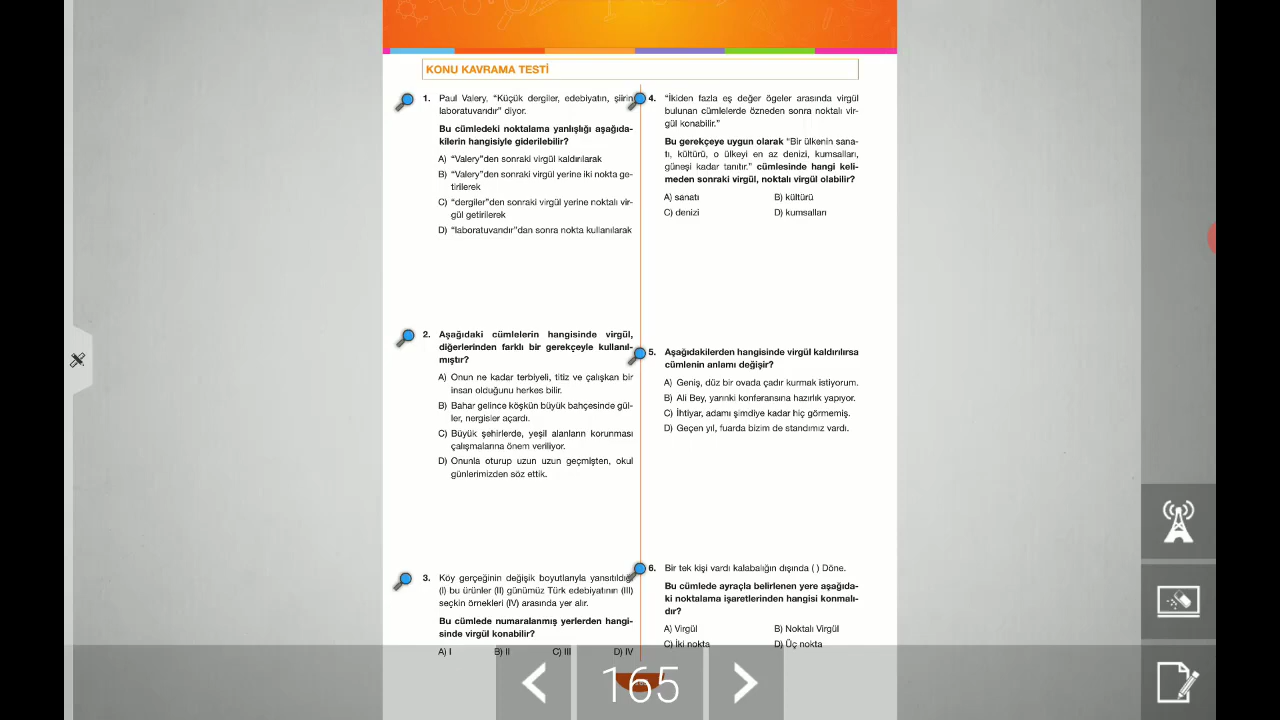 KONU KAVRAMA TESTİ
1. Paul Valery, “Küçük dergiler, edebiyatın, şiirin
laboratuvarıdır” diyor.
Bu cümledeki noktalama yanlışlığı aşağıda-
kilerin hangisiyle giderilebilir?
A) “Valery”den sonraki virgül kaldırılarak
B) “Valery”den sonraki virgül yerine iki nokta ge-
tirilerek
C) “dergiler”den sonraki virgül yerine noktalı vir-
gül getirilerek
D) “laboratuvarıdır”dan sonra nokta kullanılarak
2. Aşağıdaki cümlelerin hangisinde virgül,
diğerlerinden farklı bir gerekçeyle kullanıl-
mıştır?
A) Onun ne kadar terbiyeli, titiz ve çalışkan bir
insan olduğunu herkes bilir.
B) Bahar gelince köşkün büyük bahçesinde gül-
ler, nergisler açardı.
C) Büyük şehirlerde, yeşil alanların korunması
çalışmalarına önem veriliyor.
D) Onunla oturup uzun uzun geçmişten, okul
günlerimizden söz ettik.
3. Köy gerçeğinin değişik boyutlarıyla yansıtıldığı
(I) bu ürünler (II) günümüz Türk edebiyatının (III)
seçkin örnekleri (IV) arasında yer alır.
Bu cümlede numaralanmış yerlerden hangi-
sinde virgül konabilir?
A) I B) II C) III D) IV
4. “İkiden fazla eş değer ögeler arasında virgül
bulunan cümlelerde özneden sonra noktalı vir-
gül konabilir.”
Bu gerekçeye uygun olarak “Bir ülkenin sana-
tı, kültürü, o ülkeyi en az denizi, kumsalları,
güneşi kadar tanıtır.” cümlesinde hangi keli-
meden sonraki virgül, noktalı virgül olabilir?
A) sanatı B) kültürü
C) denizi D) kumsalları
5. Aşağıdakilerden hangisinde virgül kaldırılırsa
cümlenin anlamı değişir?
A) Geniş, düz bir ovada çadır kurmak istiyorum.
B) Ali Bey, yarınki konferansına hazırlık yapıyor.
C) İhtiyar, adamı şimdiye kadar hiç görmemiş.
D) Geçen yıl, fuarda bizim de standımız vardı.
6. Bir tek kişi vardı kalabalığın dışında ( ) Döne.
Bu cümlede ayraçla belirlenen yere aşağıda-
ki noktalama işaretlerinden hangisi konmalı-
dır?
A) Virgül B) Noktalı Virgül
C) İki nokta D) Üç nokta
165